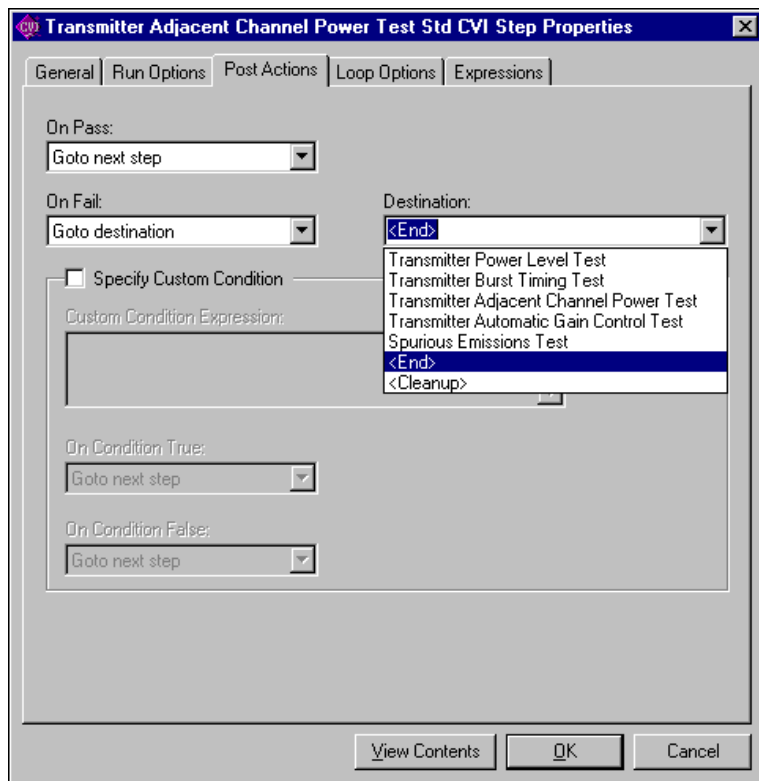 CVI Transmitter Adjacent Channel Power Test Std CVI Step Properties
General Run Options Post Actions Loop Options Expressions
On Pass:
Goto next step
On Fail:
Goto destination
Destination:
<End>
Transmitter Power Level Test
Transmitter Burst Timing Test
Transmitter Adjacent Channel Power Test
Transmitter Automatic Gain Control Test
Spurious Emissions Test
<End>
<Cleanup>
Specify Custom Condition
Custom Condition Expression:
On Condition True:
Goto next step
On Condition False:
Goto next step
View Contents OK Cancel